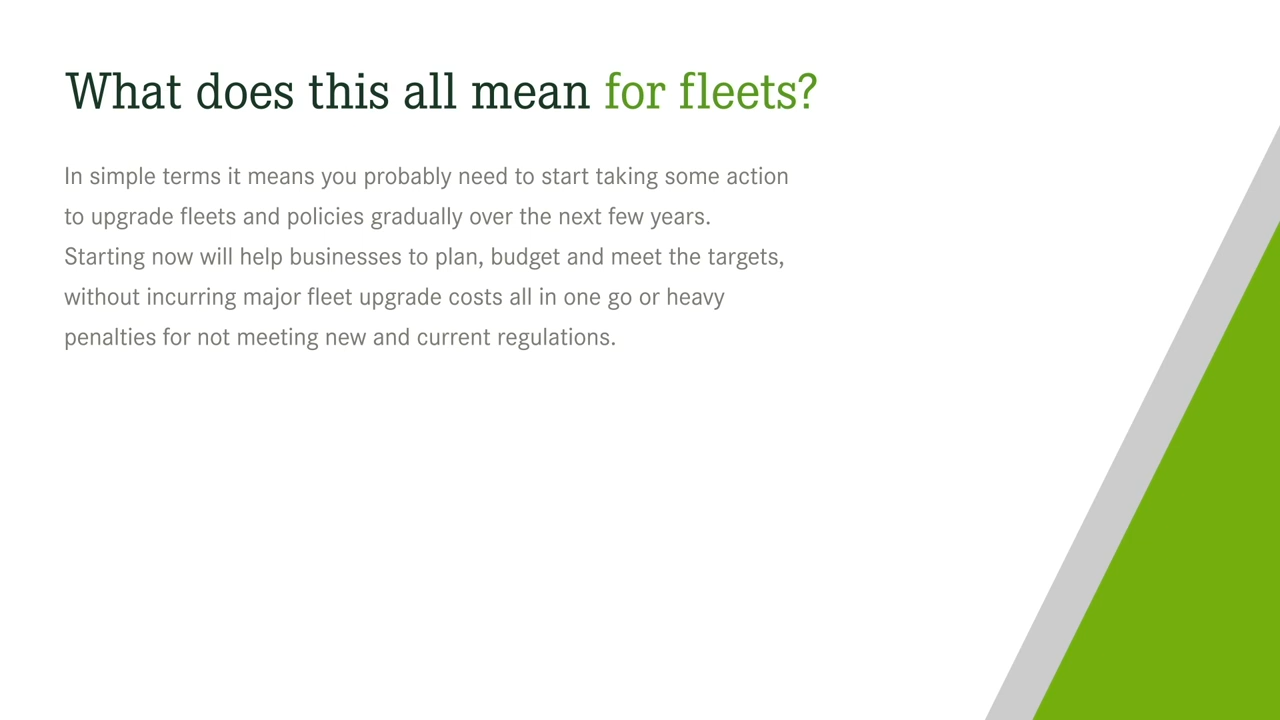 What does this all mean for fleets?
In simple terms it means you probably need to start taking some action
to upgrade fleets and policies gradually over the next few years.
Starting now will help businesses to plan, budget and meet the targets,
without incurring major fleet upgrade costs all in one go or heavy
penalties for not meeting new and current regulations.